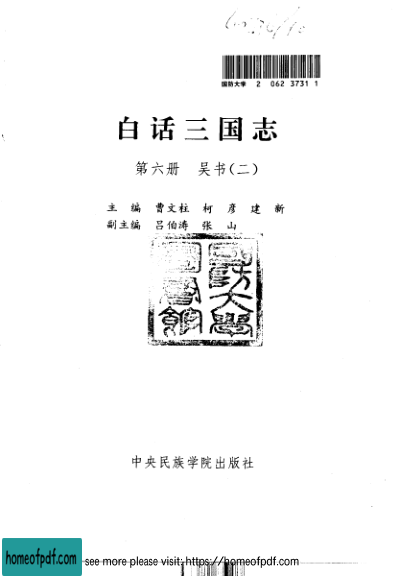 国防大学 2 062 3731 1
白话三国志
第六册 吴书(二)
主 编 曹文柱 柯 彦 建 新
副主编 吕伯涛 张 山
国防大学
图书馆
中央民族学院出版社
homeofpdf.com
see more please visit: https://homeofpdf.com